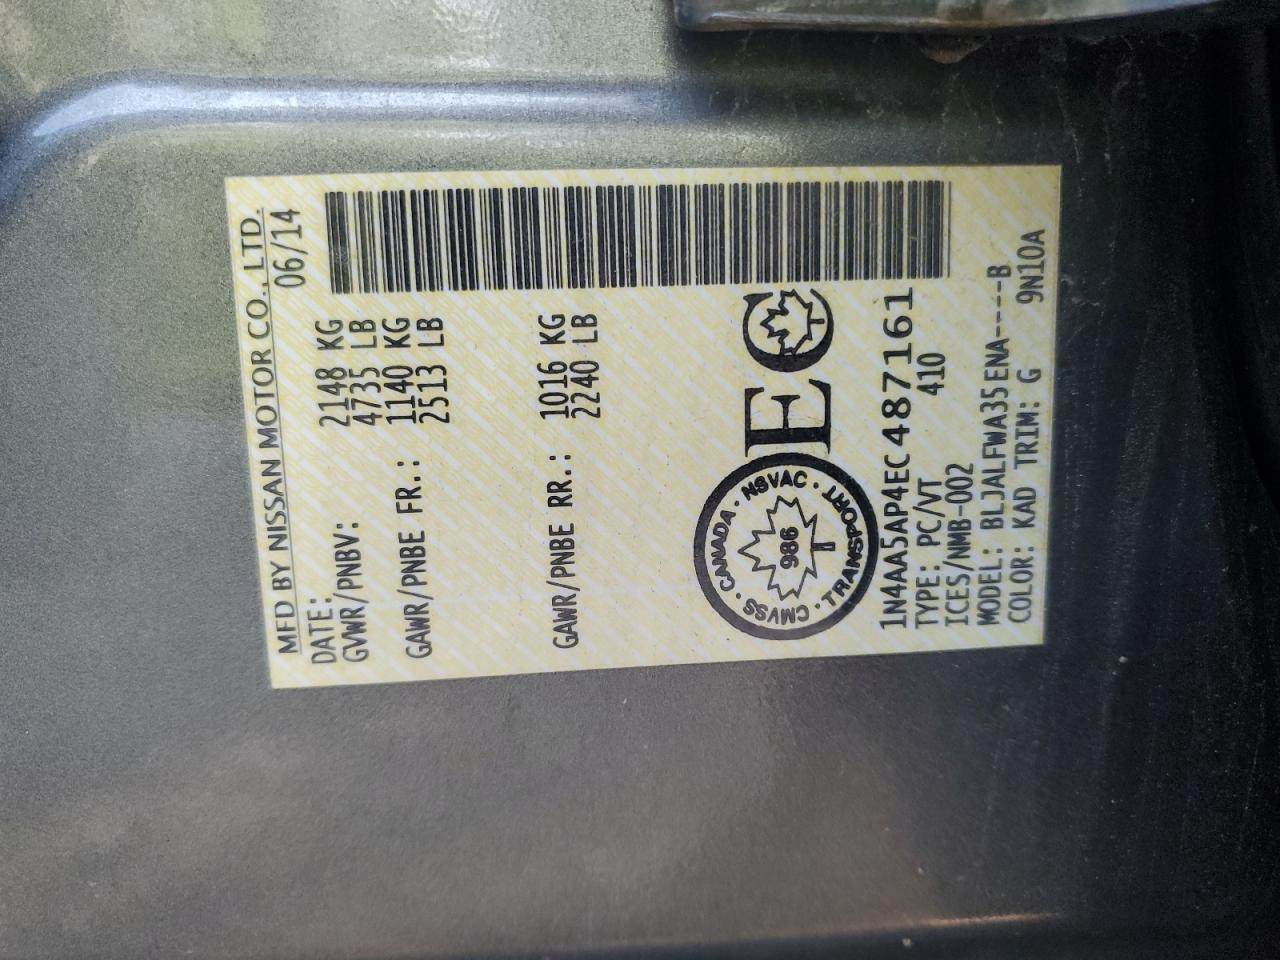 MFD BY NISSAN MOTOR CO., LTD.
DATE: 06/14
GVWR/PNBV: 2148 KG
4735 LB
GAWR/PNBE FR.: 1140 KG
2513 LB
GAWR/PNBE RR.: 1016 KG
2240 LB
CANADA · NSVAC · TRANSPORT · CMVSS ·
986
T
EC
1N4AA5AP4EC487161
TYPE: PC/VT 410
ICES/NMB-002
MODEL: BLJALFWA35ENA----B
COLOR: KAD TRIM: G 9N10A